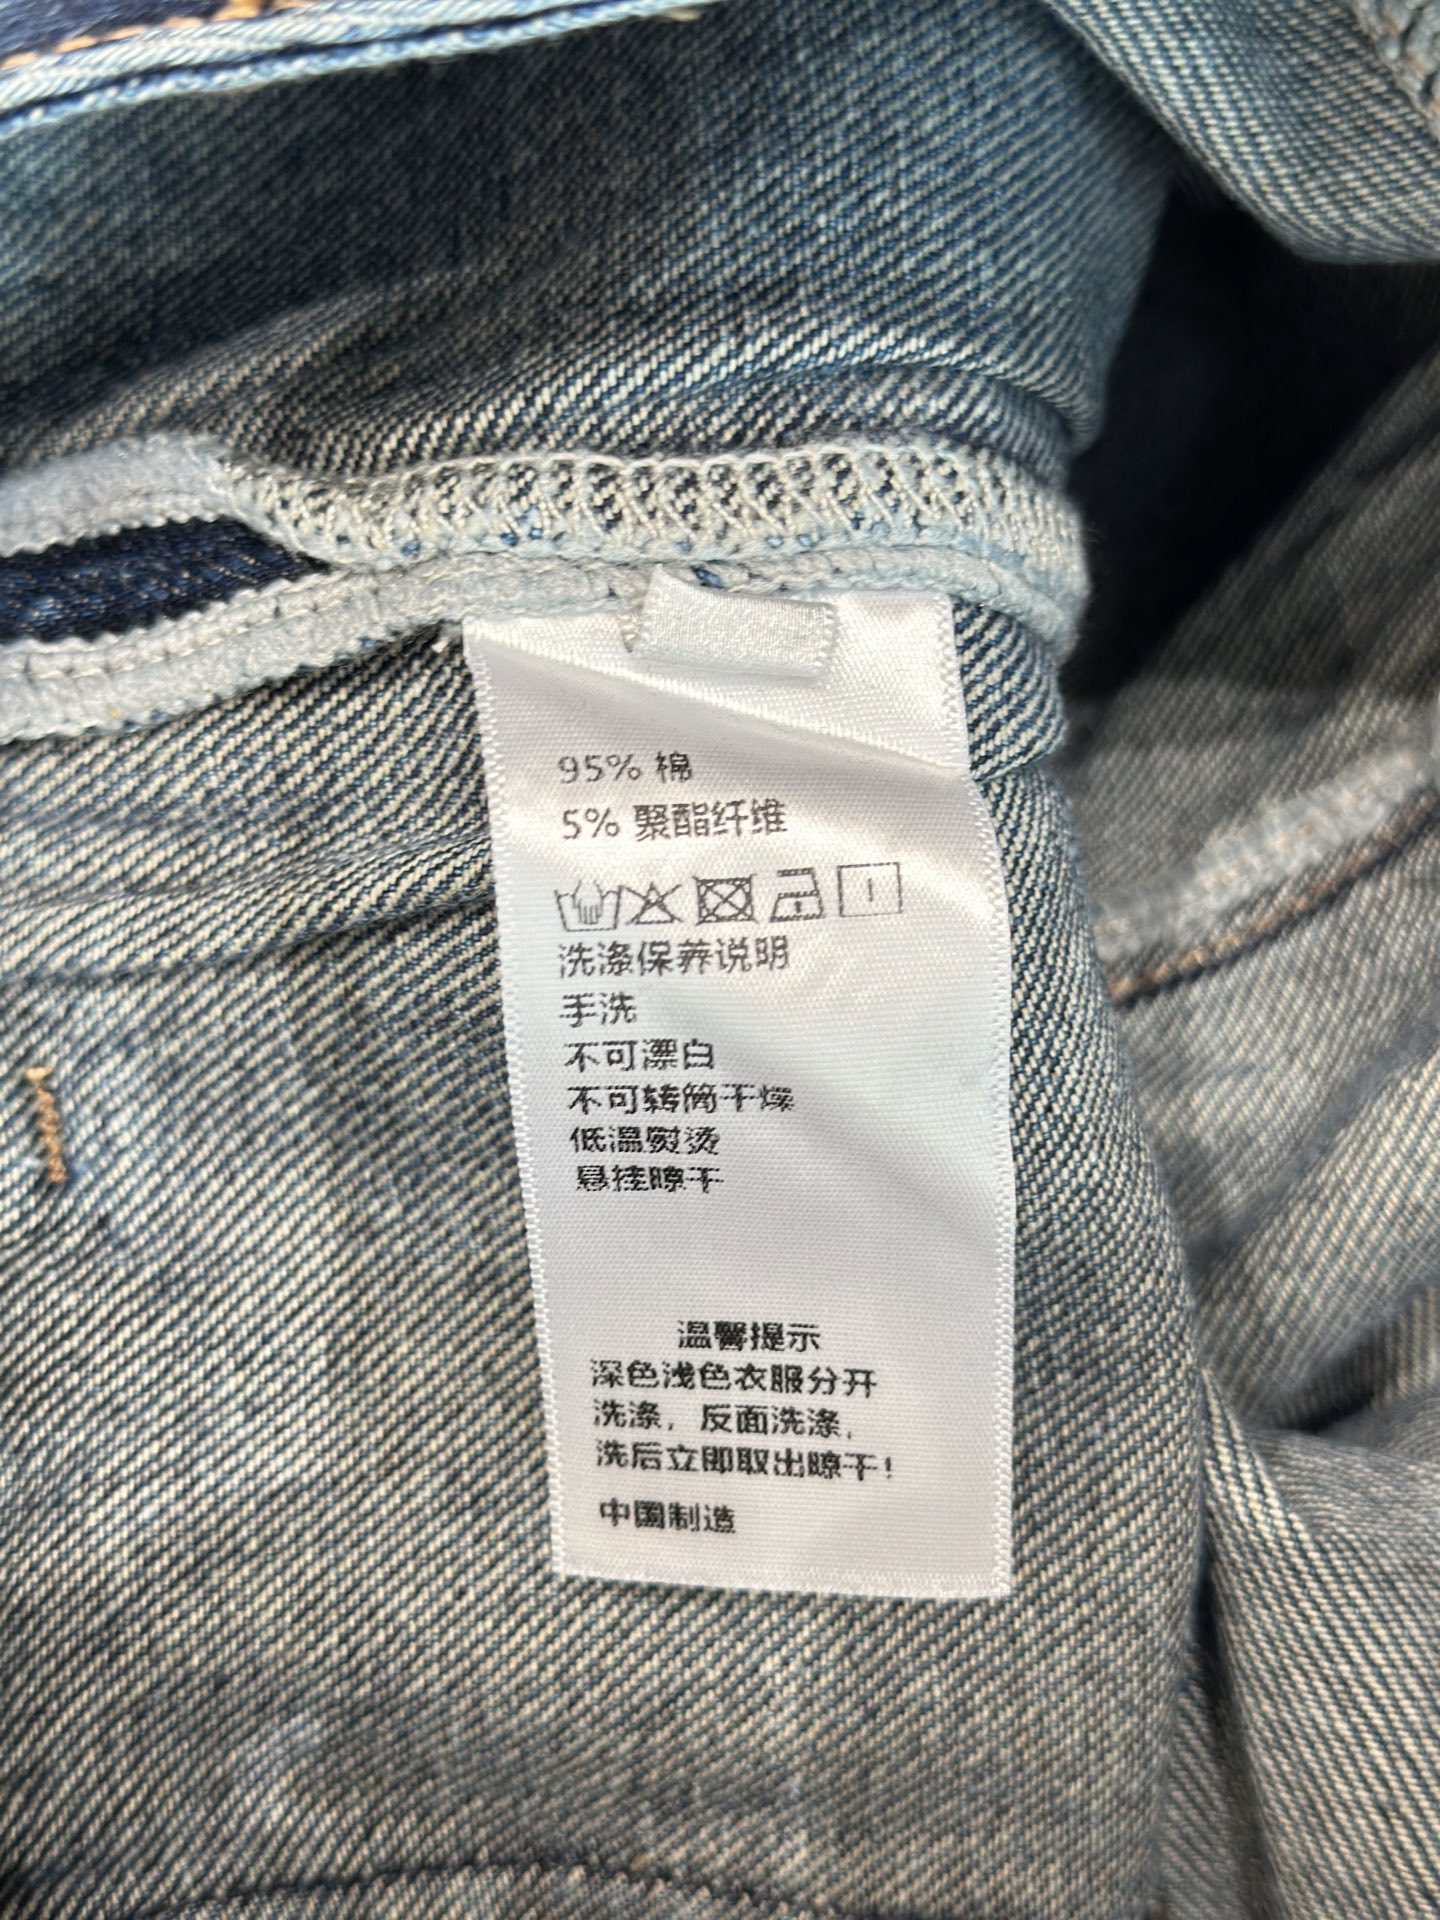 95% 棉
5% 聚酯纤维
洗涤保养说明
手洗
不可漂白
不可转筒干燥
低温熨烫
悬挂晾干
温馨提示
深色浅色衣服分开
洗涤，反面洗涤，
洗后立即取出晾干！
中国制造